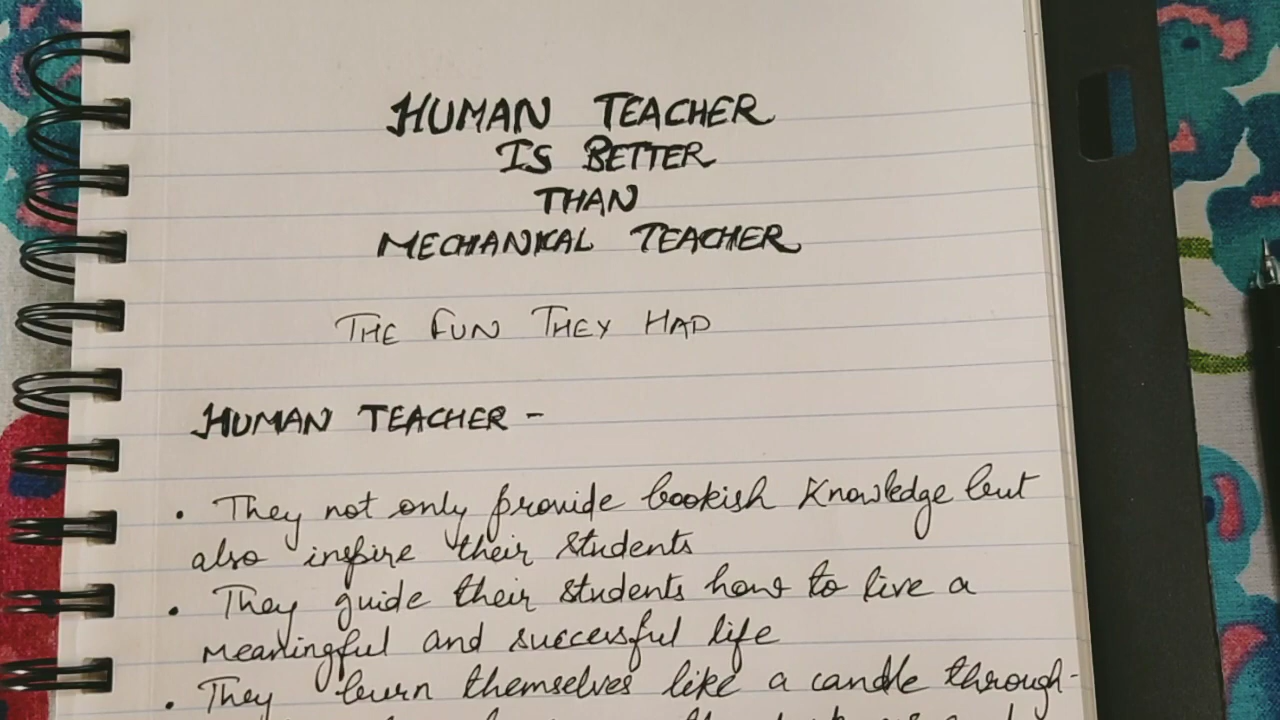 HUMAN TEACHER
IS BETTER
THAN
MECHANICAL TEACHER
THE FUN THEY HAD
HUMAN TEACHER -
• They not only provide bookish knowledge but
also inspire their students
• They guide their students how to live a
meaningful and successful life
• They burn themselves like a candle through-